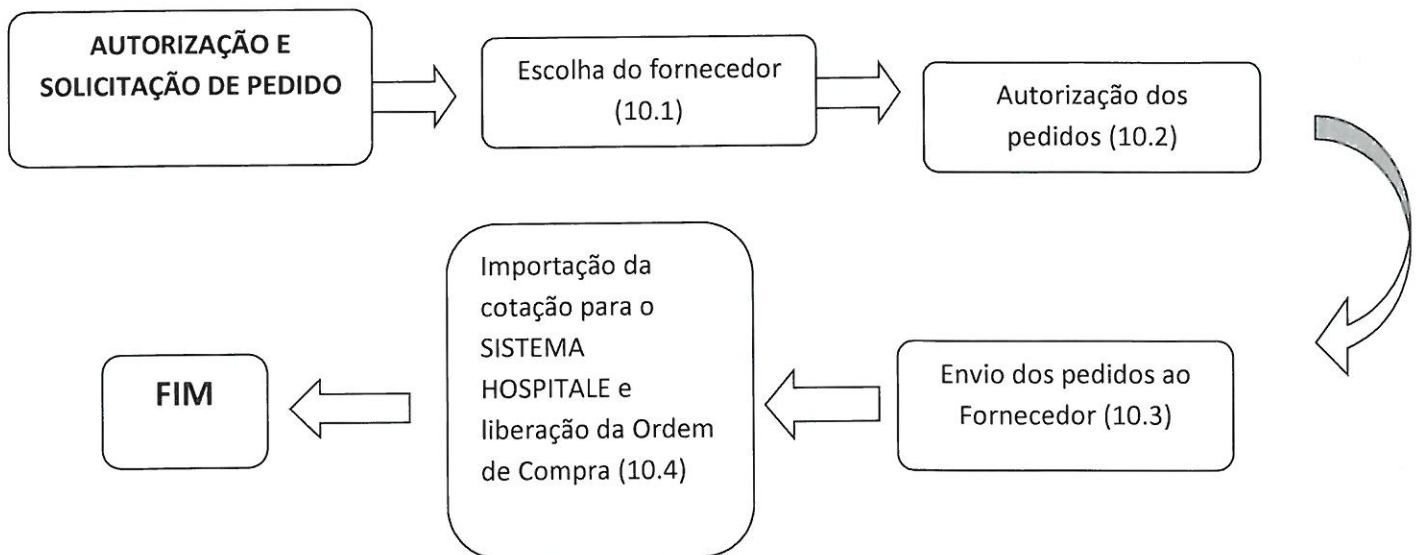 AUTORIZAÇÃO E
SOLICITAÇÃO DE PEDIDO
Escolha do fornecedor
(10.1)
Autorização dos
pedidos (10.2)
Envio dos pedidos ao
Fornecedor (10.3)
Importação da
cotação para o
SISTEMA
HOSPITALE e
liberação da Ordem
de Compra (10.4)
FIM